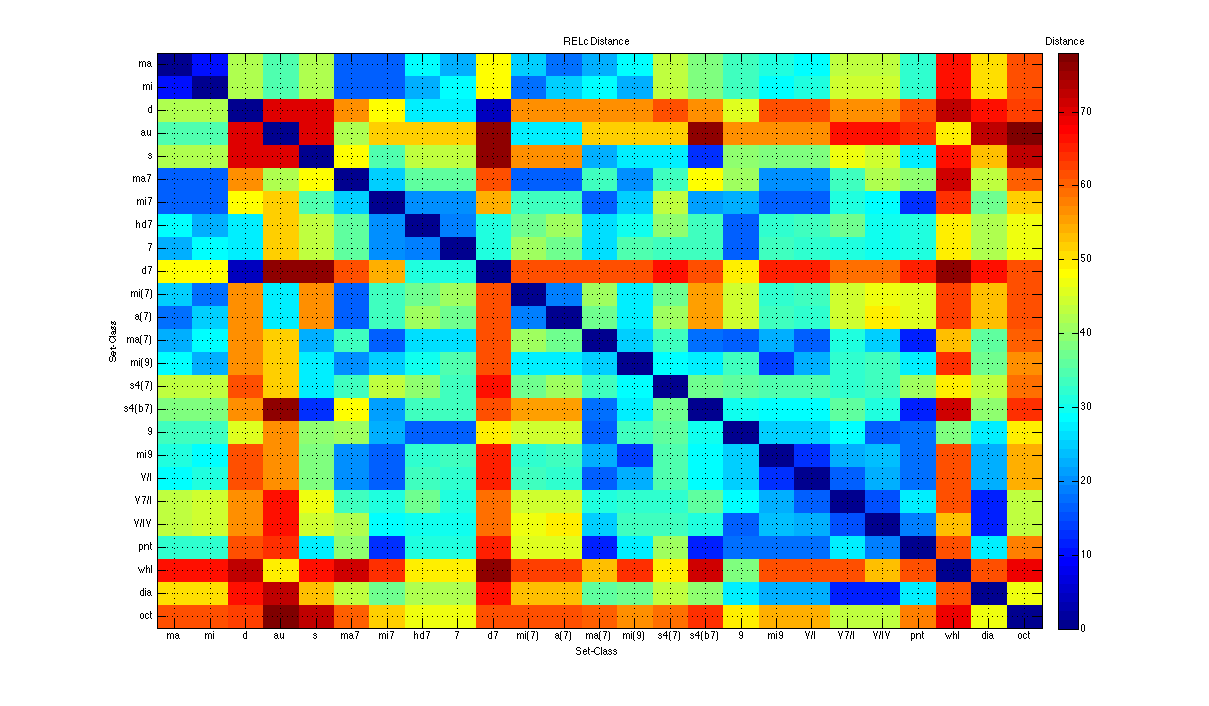 RELc Distance
Distance
ma
mi
d
au
s
ma7
mi7
hd7
7
d7
mi(7)
a(7)
ma(7)
mi(9)
s4(7)
s4(b7)
9
mi9
V/I
V7/I
V/IV
pnt
whl
dia
oct
Set-Class
70
60
50
40
30
20
10
0
ma mi d au s ma7 mi7 hd7 7 d7 mi(7) a(7) ma(7) mi(9) s4(7) s4(b7) 9 mi9 V/I V7/I V/IV pnt whl dia oct
Set-Class